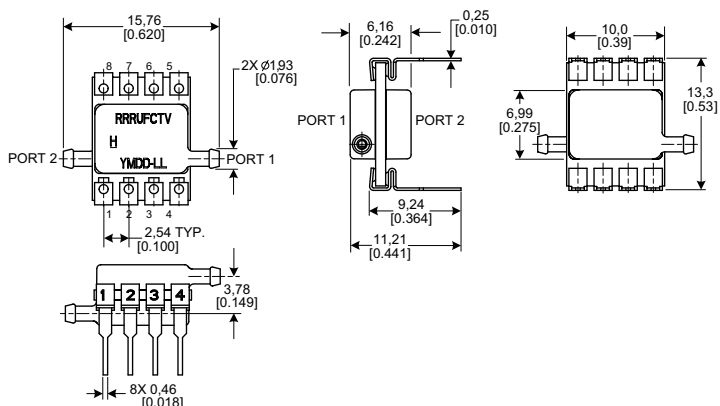 15,76
[0.620]
8 7 6 5
2X Ø1,93
[0.076]
RRRUFCTV
H
YMDD-LL
PORT 2
PORT 1
1 2 3 4
2,54 TYP.
[0.100]
6,16
[0.242]
0,25
[0.010]
PORT 1
PORT 2
9,24
[0.364]
11,21
[0.441]
10,0
[0.39]
6,99
[0.275]
13,3
[0.53]
1 2 3 4
3,78
[0.149]
8X 0,46
[0.018]